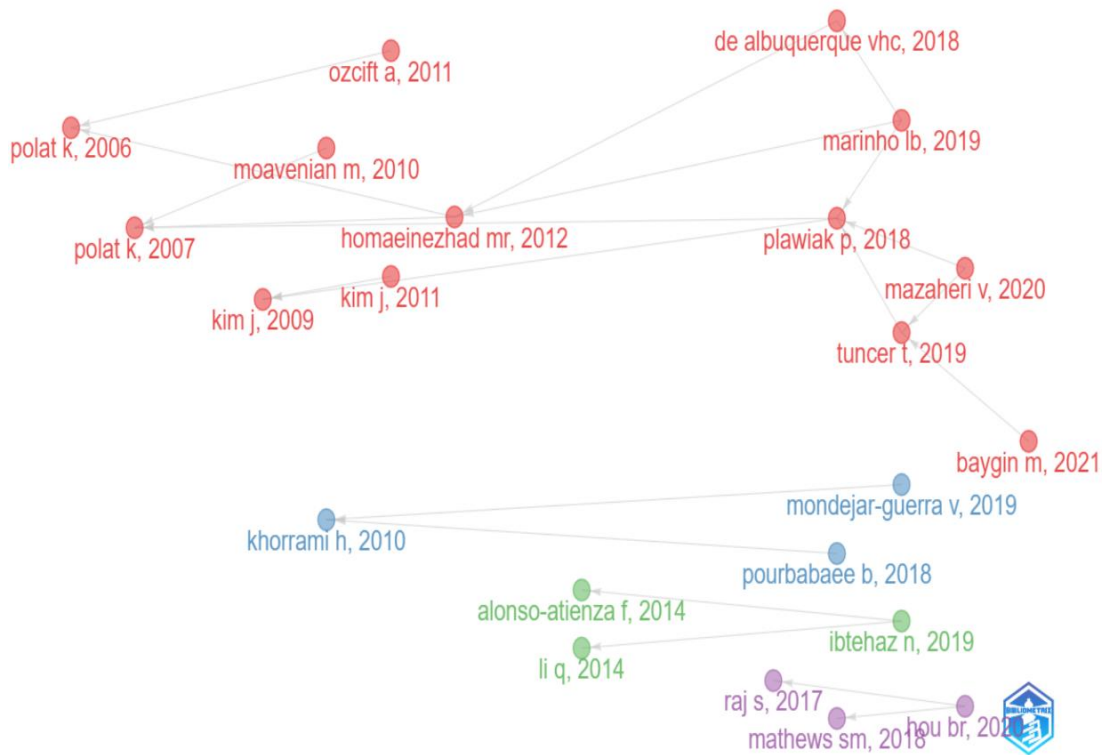 de albuquerque vhc, 2018
ozcift a, 2011
polat k, 2006
marinho lb, 2019
moavenian m, 2010
polat k, 2007
homaeinezhad mr, 2012
plawiak p, 2018
mazaheri v, 2020
kim j, 2011
kim j, 2009
tuncer t, 2019
baygin m, 2021
mondejar-guerra v, 2019
khorrami h, 2010
pourbabaee b, 2018
alonso-atienza f, 2014
ibtehaz n, 2019
li q, 2014
raj s, 2017
hou br, 2020
mathews sm, 2018
BIBLIOMETRIX